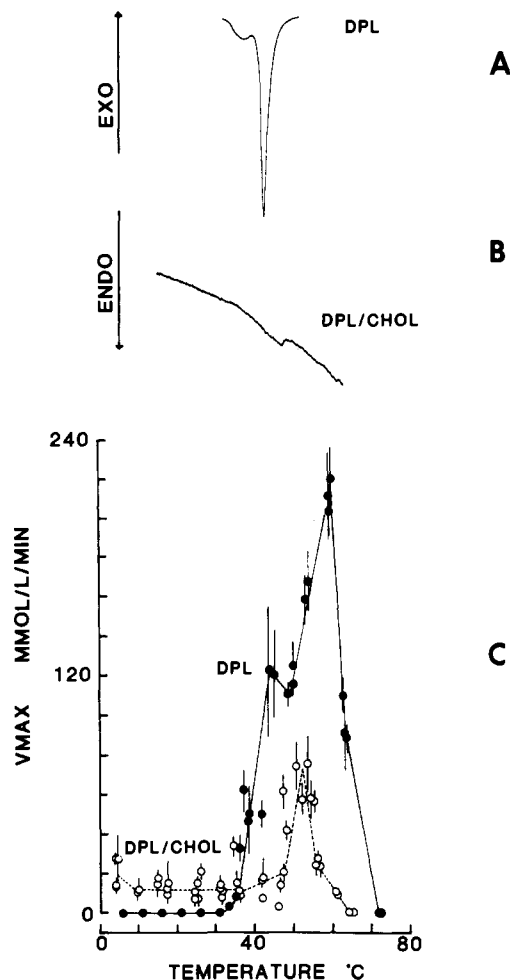 DPL
A
EXO
B
ENDO
DPL/CHOL
240
VMAX MMOL/L/MIN
DPL
C
120
DPL/CHOL
0
0 40 80
TEMPERATURE °C